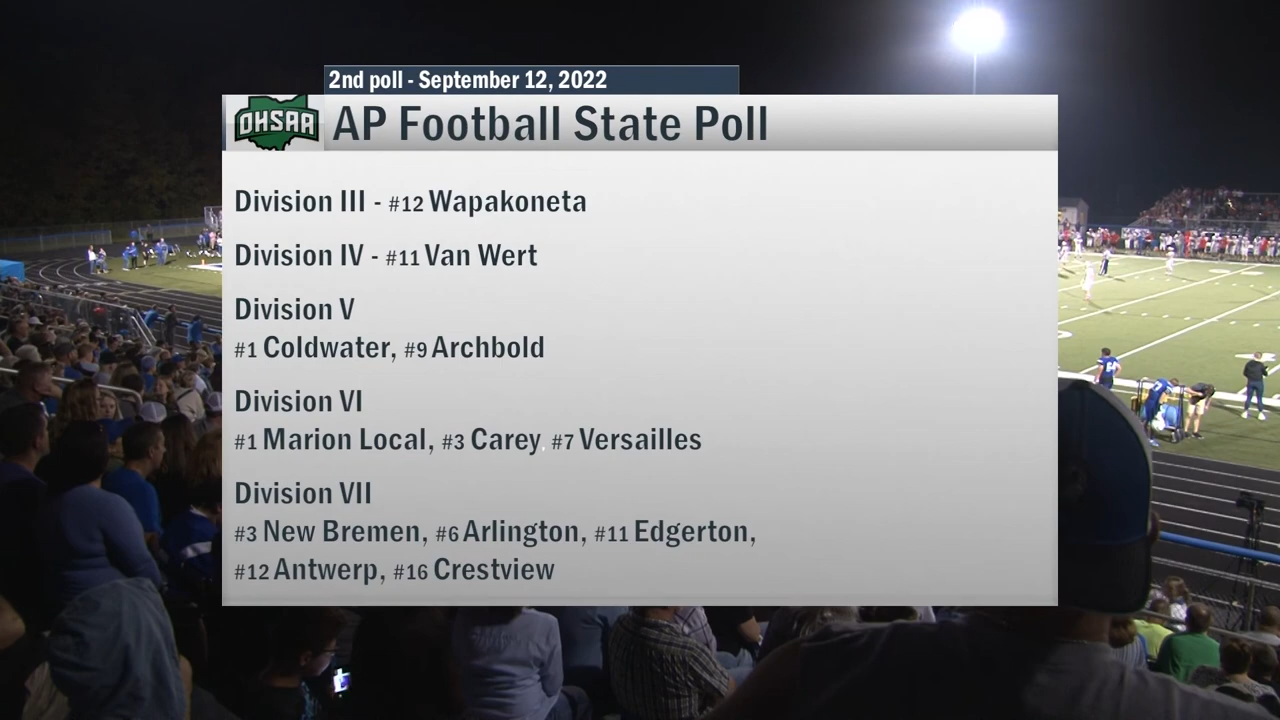 2nd poll - September 12, 2022
OHSAA
AP Football State Poll
Division III - #12 Wapakoneta
Division IV - #11 Van Wert
Division V
#1 Coldwater, #9 Archbold
Division VI
#1 Marion Local, #3 Carey, #7 Versailles
Division VII
#3 New Bremen, #6 Arlington, #11 Edgerton,
#12 Antwerp, #16 Crestview